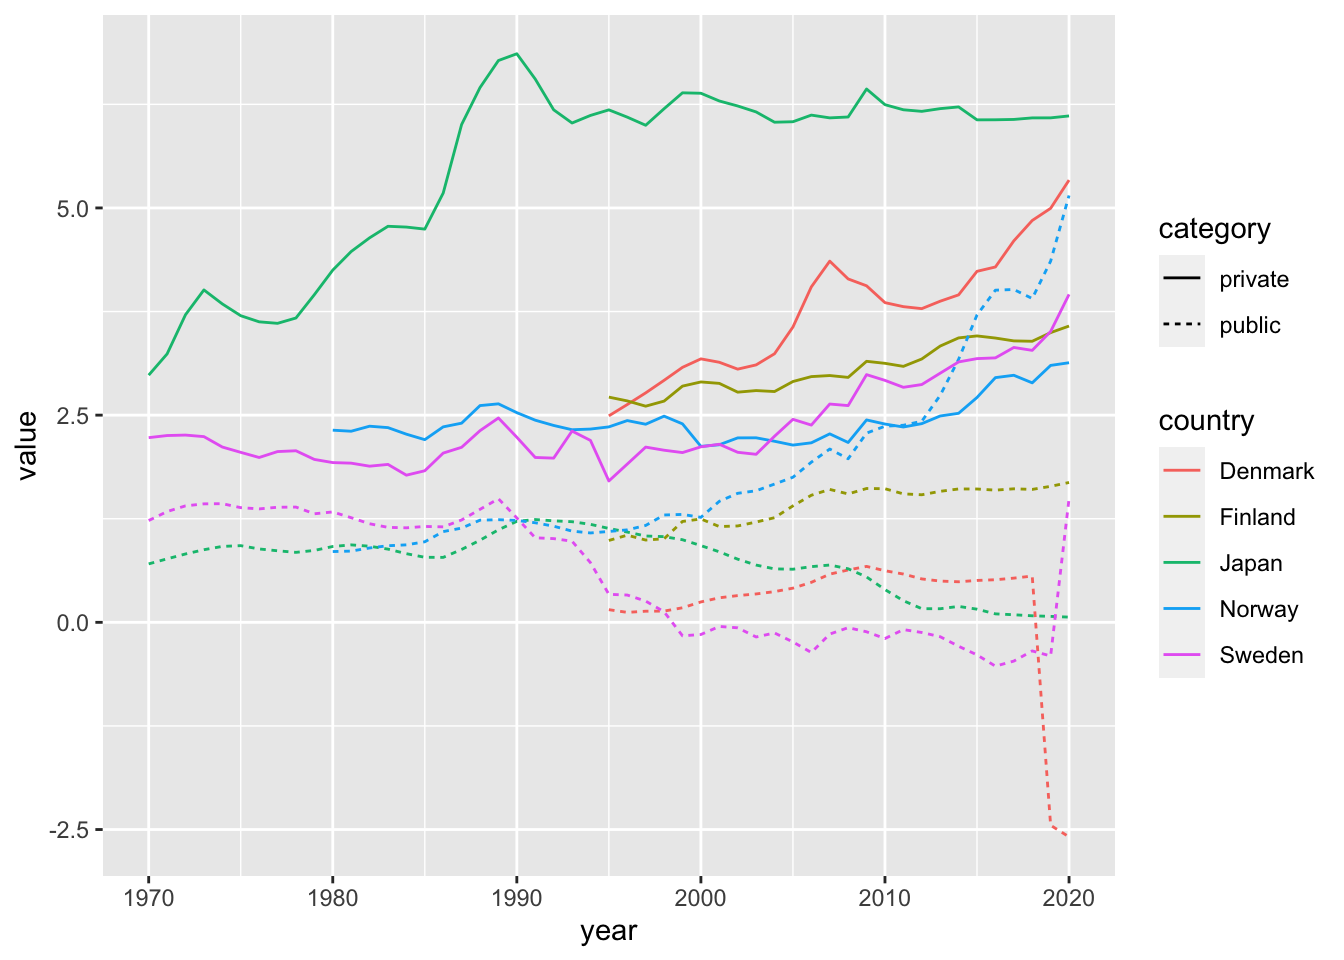 value
5.0
2.5
0.0
-2.5
1970
1980
1990
2000
2010
2020
year
category
private
public
country
Denmark
Finland
Japan
Norway
Sweden